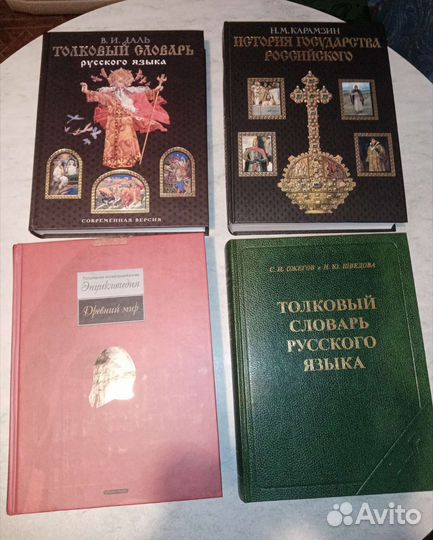 В. И. ДАЛЬ
ТОЛКОВЫЙ СЛОВАРЬ
русского языка
СОВРЕМЕННАЯ ВЕРСИЯ
Н. М. КАРАМЗИН
ИСТОРИЯ ГОСУДАРСТВА
РОССИЙСКОГО
Энциклопедия
Древний мир
С. И. ОЖЕГОВ и Н. Ю. ШВЕДОВА
ТОЛКОВЫЙ
СЛОВАРЬ
РУССКОГО
ЯЗЫКА
Avito